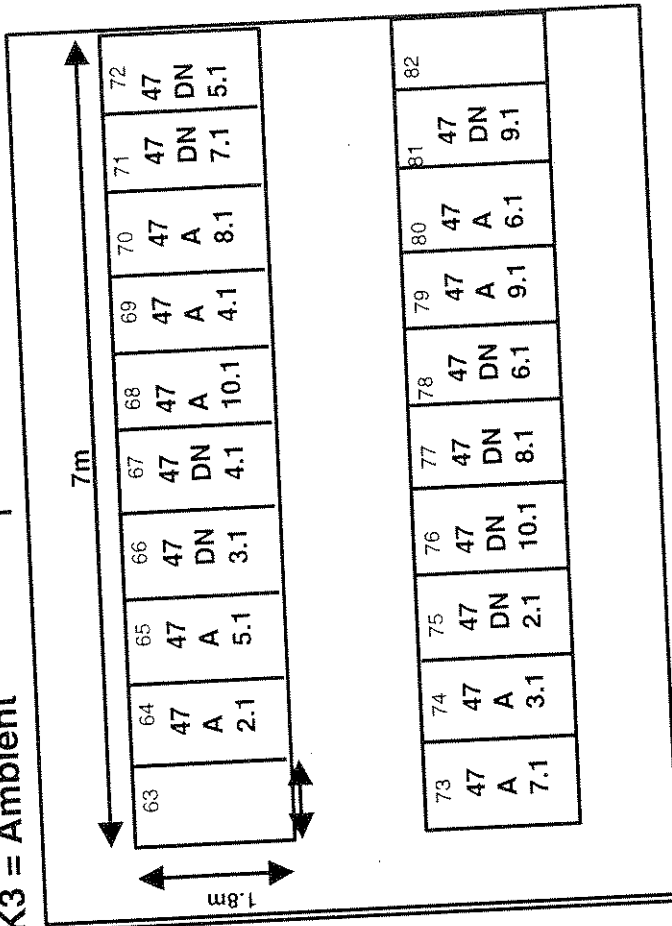 K3 = Ambient
7m
1.8m
63
64
47
A
2.1
65
47
A
5.1
66
47
DN
3.1
67
47
DN
4.1
68
47
A
10.1
69
47
A
4.1
70
47
A
8.1
71
47
DN
7.1
72
47
DN
5.1
73
47
A
7.1
74
47
A
3.1
75
47
DN
2.1
76
47
DN
10.1
77
47
DN
8.1
78
47
DN
6.1
79
47
A
9.1
80
47
A
6.1
81
47
DN
9.1
82